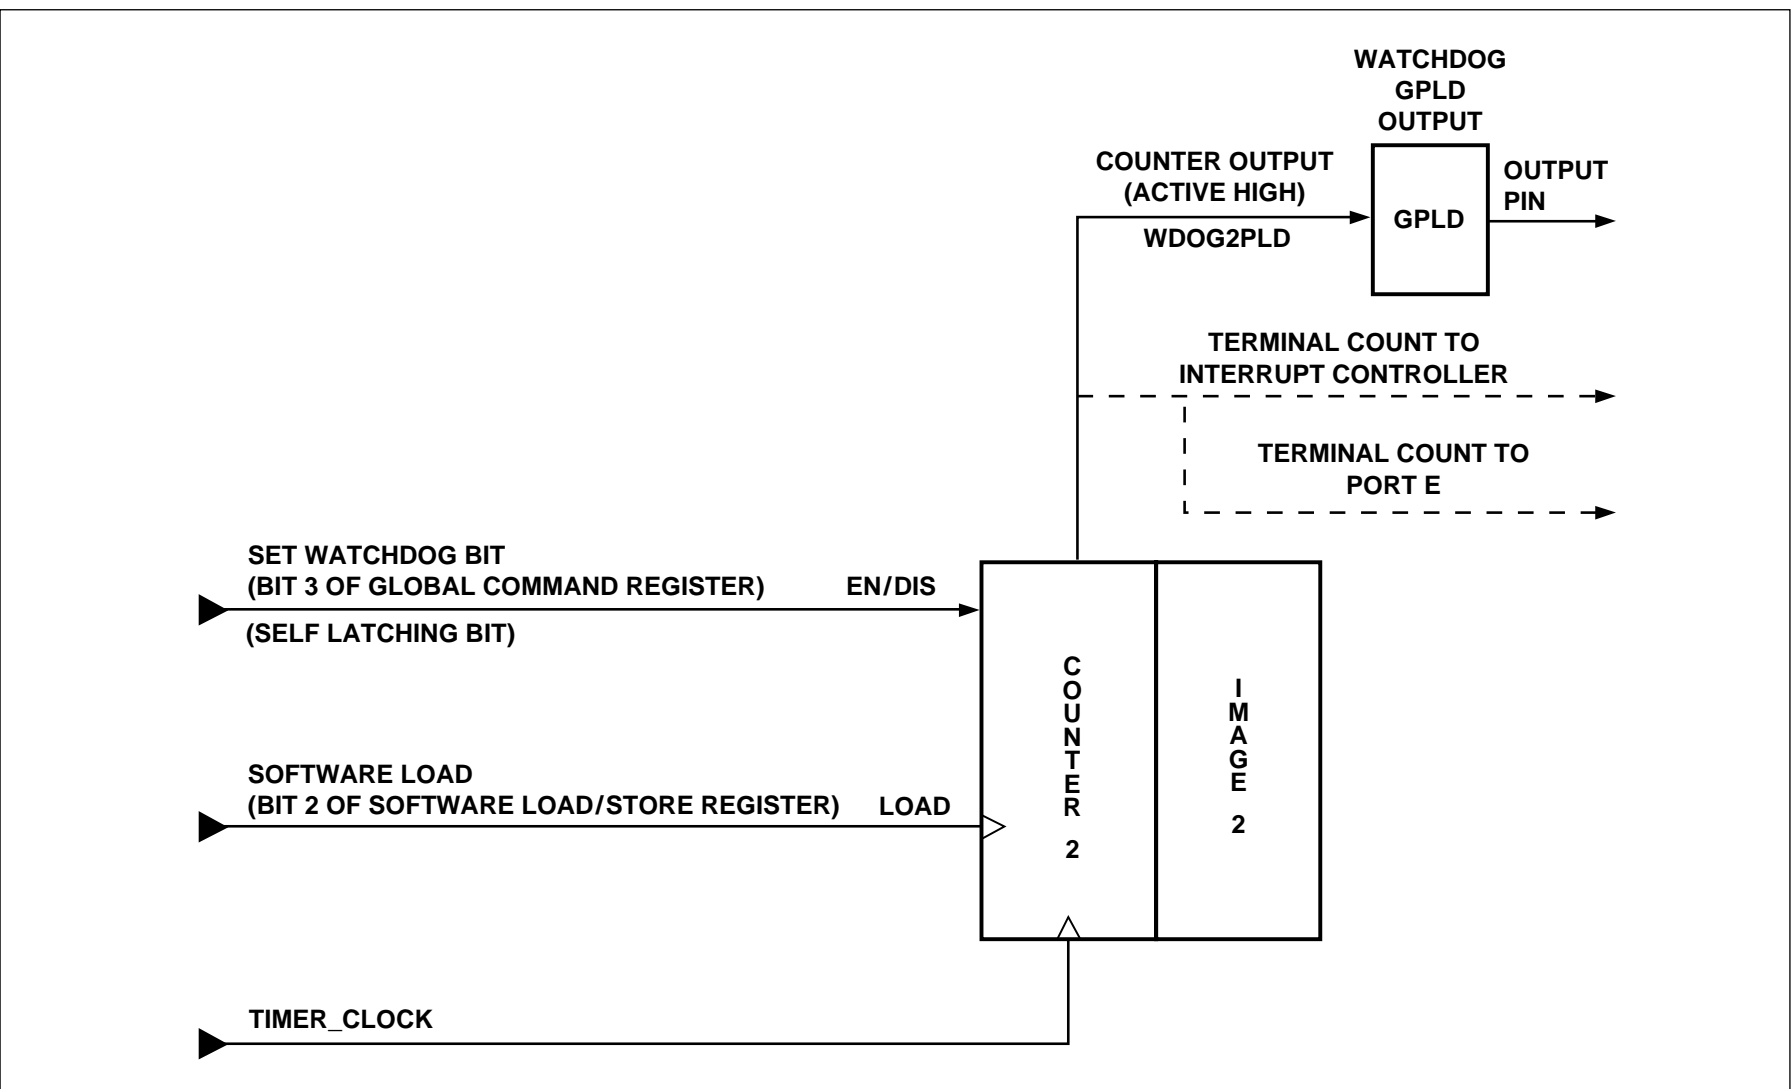 WATCHDOG
GPLD
OUTPUT
COUNTER OUTPUT
(ACTIVE HIGH)
WDOG2PLD
GPLD
OUTPUT
PIN
TERMINAL COUNT TO
INTERRUPT CONTROLLER
TERMINAL COUNT TO
PORT E
SET WATCHDOG BIT
(BIT 3 OF GLOBAL COMMAND REGISTER)
EN/DIS
(SELF LATCHING BIT)
SOFTWARE LOAD
(BIT 2 OF SOFTWARE LOAD/STORE REGISTER)
LOAD
COUNTER 2
IMAGE 2
TIMER_CLOCK